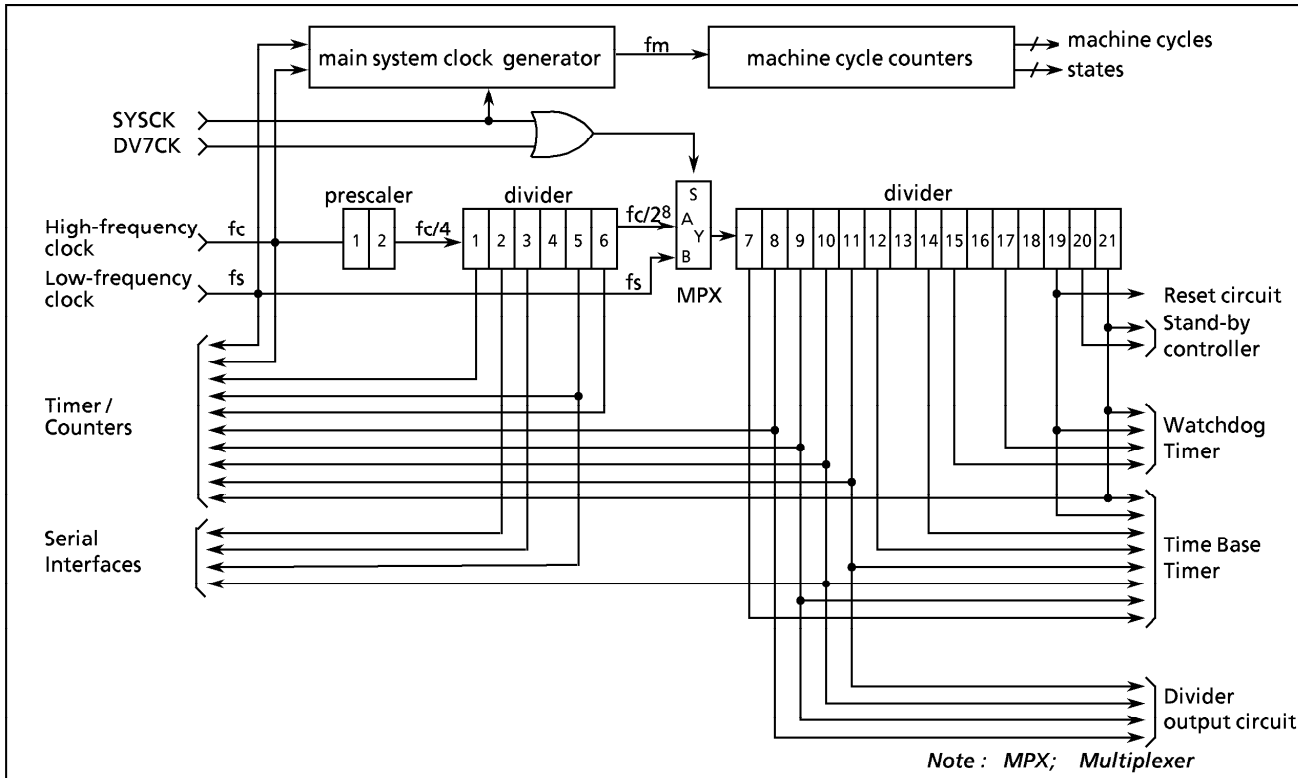 main system clock generator
fm
machine cycle counters
machine cycles
states
SYSCK
DV7CK
prescaler
divider
divider
High-frequency
clock
fc
1 2
fc/4
1 2 3 4 5 6
fc/2⁸
S
A
Y
B
MPX
7 8 9 10 11 12 13 14 15 16 17 18 19 20 21
Low-frequency
clock
fs
fs
Reset circuit
Stand-by
controller
Timer /
Counters
Watchdog
Timer
Serial
Interfaces
Time Base
Timer
Divider
output circuit
Note : MPX; Multiplexer